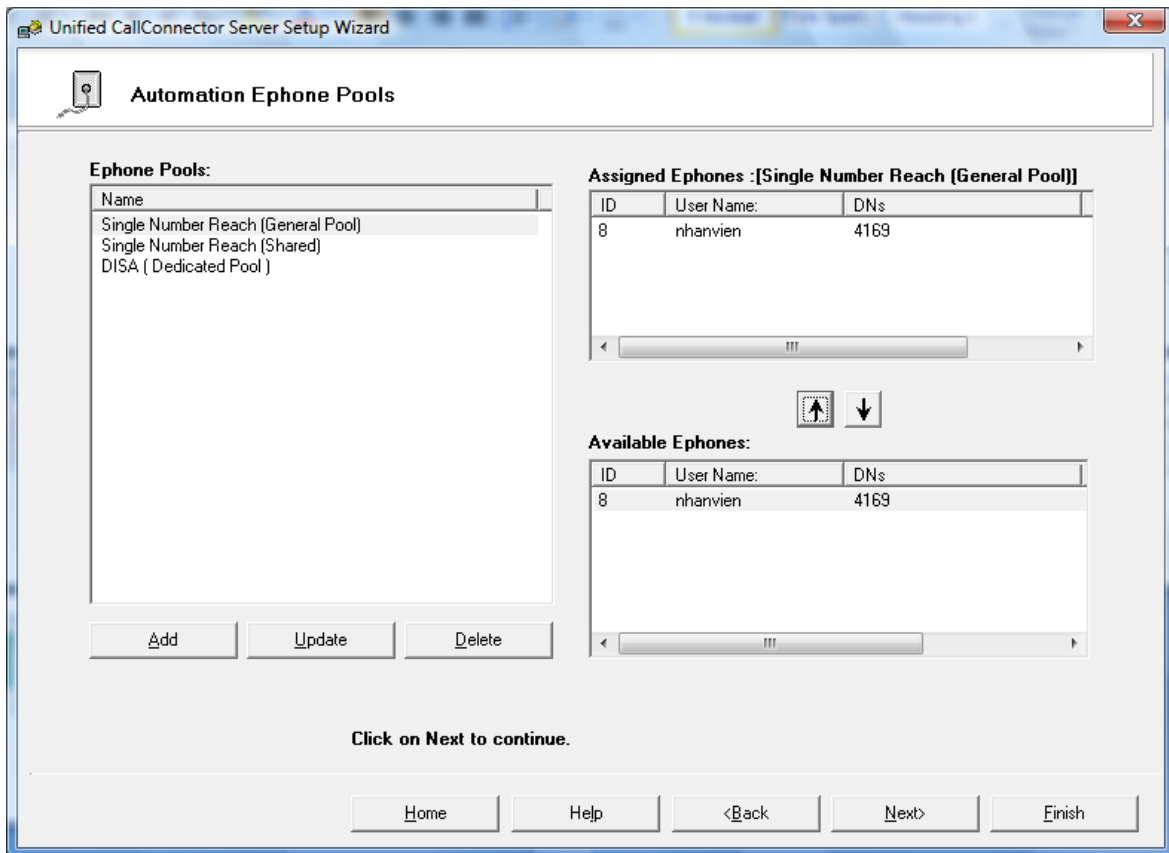 Unified CallConnector Server Setup Wizard
Automation Ephone Pools
Ephone Pools:
Name
Single Number Reach (General Pool)
Single Number Reach (Shared)
DISA ( Dedicated Pool )
Add Update Delete
Assigned Ephones :[Single Number Reach (General Pool)]
ID User Name: DNs
8 nhanvien 4169
Available Ephones:
ID User Name: DNs
8 nhanvien 4169
Click on Next to continue.
Home Help <Back Next> Finish